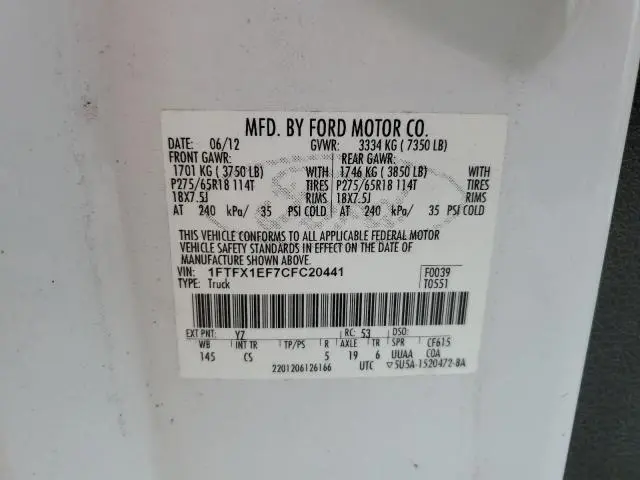 MFD. BY FORD MOTOR CO.
DATE: 06/12 GVWR: 3334 KG ( 7350 LB)
FRONT GAWR: REAR GAWR:
1701 KG ( 3750 LB) WITH 1746 KG ( 3850 LB) WITH
P275/65R18 114T TIRES P275/65R18 114T TIRES
18X7.5J RIMS 18X7.5J RIMS
AT 240 kPa/ 35 PSI COLD AT 240 kPa/ 35 PSI COLD
THIS VEHICLE CONFORMS TO ALL APPLICABLE FEDERAL MOTOR
VEHICLE SAFETY STANDARDS IN EFFECT ON THE DATE OF
MANUFACTURE SHOWN ABOVE.
VIN: 1FTFX1EF7CFC20441 F0039
TYPE: Truck T0551
EXT PNT: Y7 RC: 53 DSO:
WB INT TR TP/PS R AXLE TR SPR CF615
145 CS 5 19 6 UUAA CDA
2201206126166 UTC ▽5U5A-1520472-BA